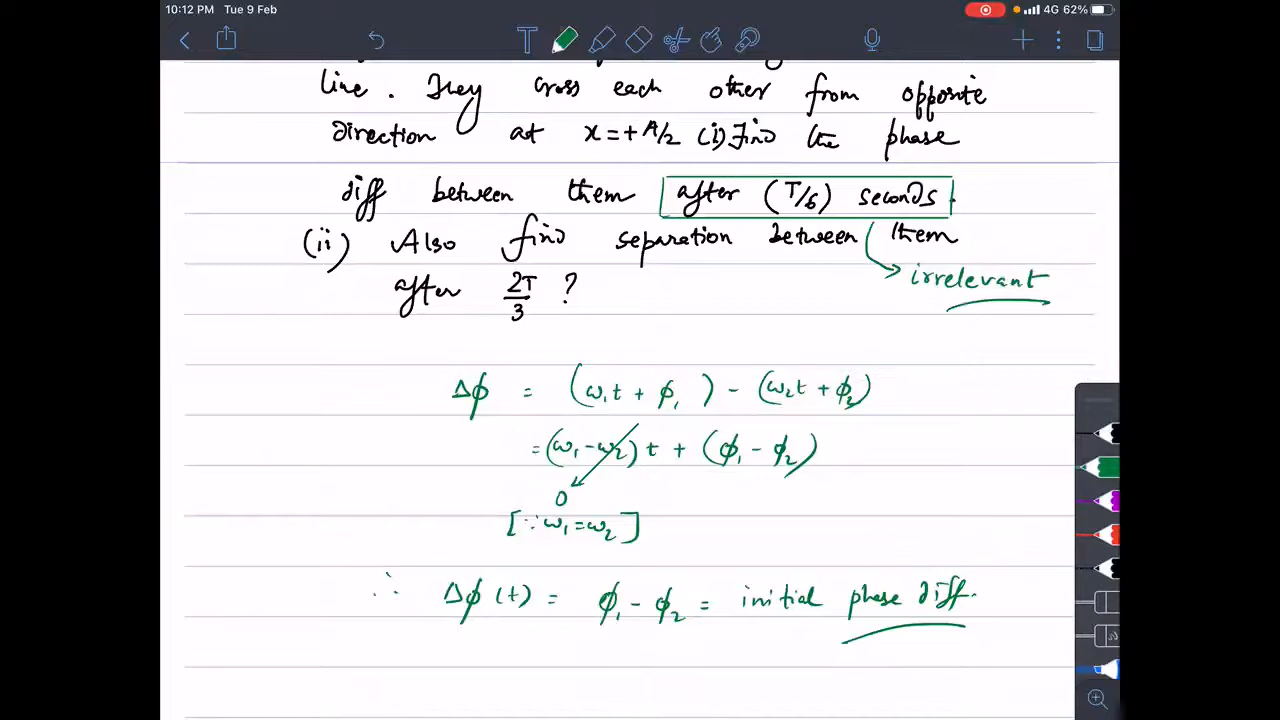 10:12 PM Tue 9 Feb
4G 62%
line. They cross each other from opposite
direction at x=+A/2 (i) Find the phase
diff between them after (T/6) seconds.
(ii) Also find separation between them
irrelevant
after 2T/3 ?
Δϕ = (ω₁t + ϕ₁) - (ω₂t + ϕ₂)
= (ω₁-ω₂)t + (ϕ₁ - ϕ₂)
0
[∵ ω₁=ω₂]
∴ Δϕ(t) = ϕ₁ - ϕ₂ = initial phase diff.